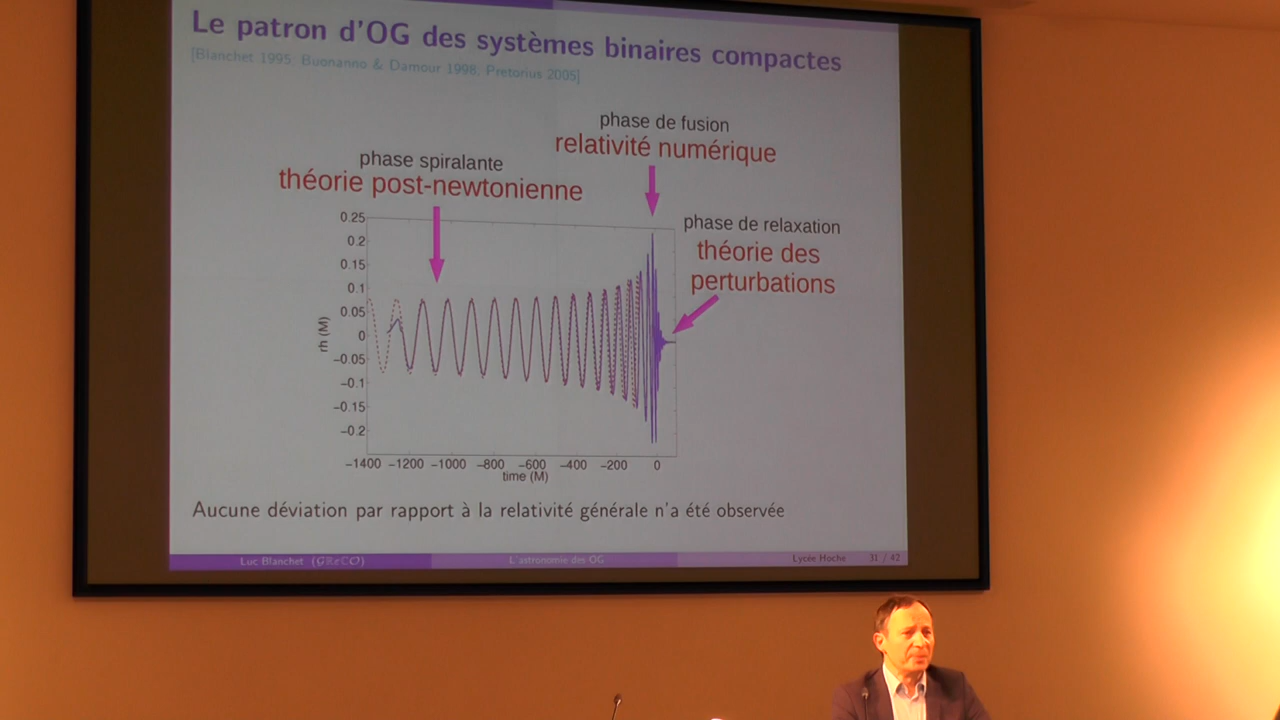 Le patron d'OG des systèmes binaires compactes
[Blanchet 1995, Buonanno & Damour 1998, Pretorius 2005]
phase de fusion
relativité numérique
phase spiralante
théorie post-newtonienne
phase de relaxation
théorie des
perturbations
0.25
0.2
0.15
0.1
0.05
0
−0.05
−0.1
−0.15
−0.2
rh (M)
−1400 −1200 −1000 −800 −600 −400 −200 0
time (M)
Aucune déviation par rapport à la relativité générale n'a été observée
Luc Blanchet (GReCO) L'astronomie des OG Lycée Hoche 31 / 42